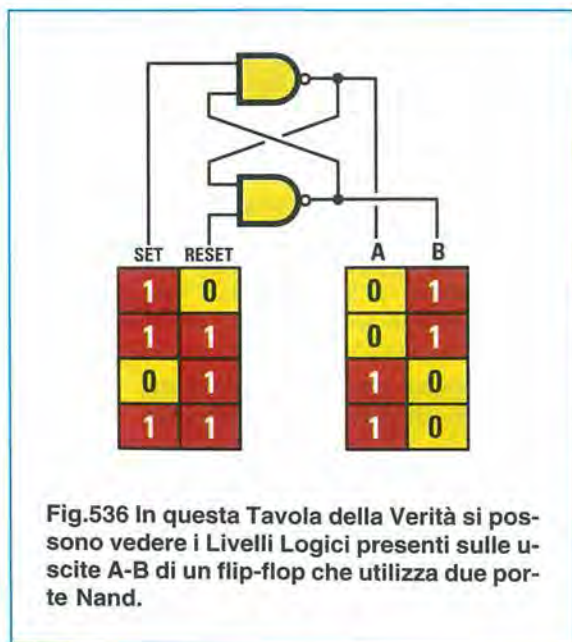 SET RESET A B
1 0 0 1
1 1 0 1
0 1 1 0
1 1 1 0
Fig.536 In questa Tavola della Verità si pos-
sono vedere i Livelli Logici presenti sulle u-
scite A-B di un flip-flop che utilizza due por-
te Nand.